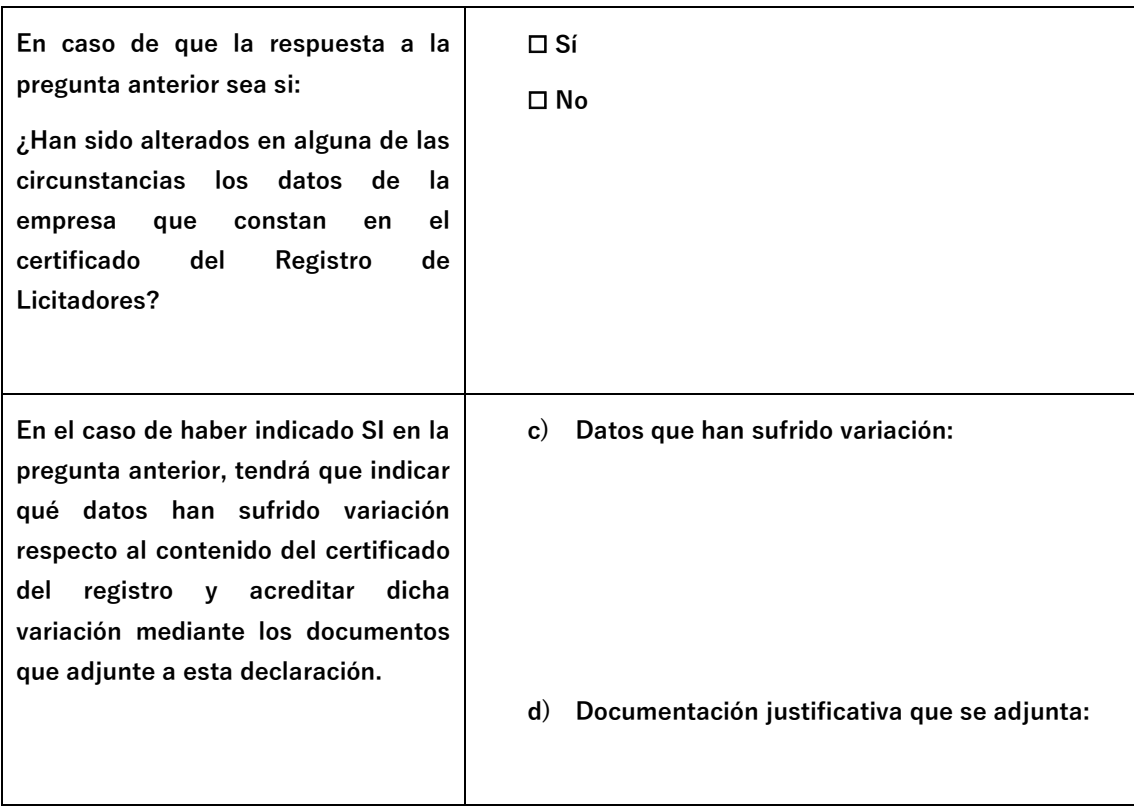 En caso de que la respuesta a la
pregunta anterior sea si:
¿Han sido alterados en alguna de las
circunstancias los datos de la
empresa que constan en el
certificado del Registro de
Licitadores?
☐ Sí
☐ No
En el caso de haber indicado SI en la
pregunta anterior, tendrá que indicar
qué datos han sufrido variación
respecto al contenido del certificado
del registro y acreditar dicha
variación mediante los documentos
que adjunte a esta declaración.
c) Datos que han sufrido variación:
d) Documentación justificativa que se adjunta: